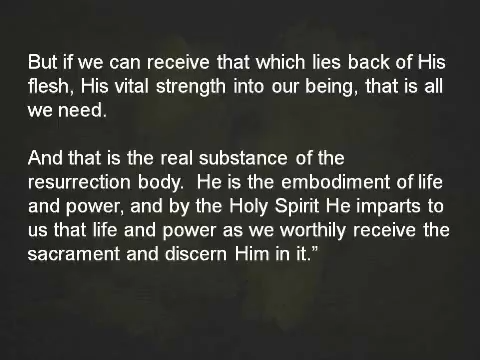 But if we can receive that which lies back of His
flesh, His vital strength into our being, that is all
we need.
And that is the real substance of the
resurrection body.  He is the embodiment of life
and power, and by the Holy Spirit He imparts to
us that life and power as we worthily receive the
sacrament and discern Him in it.”